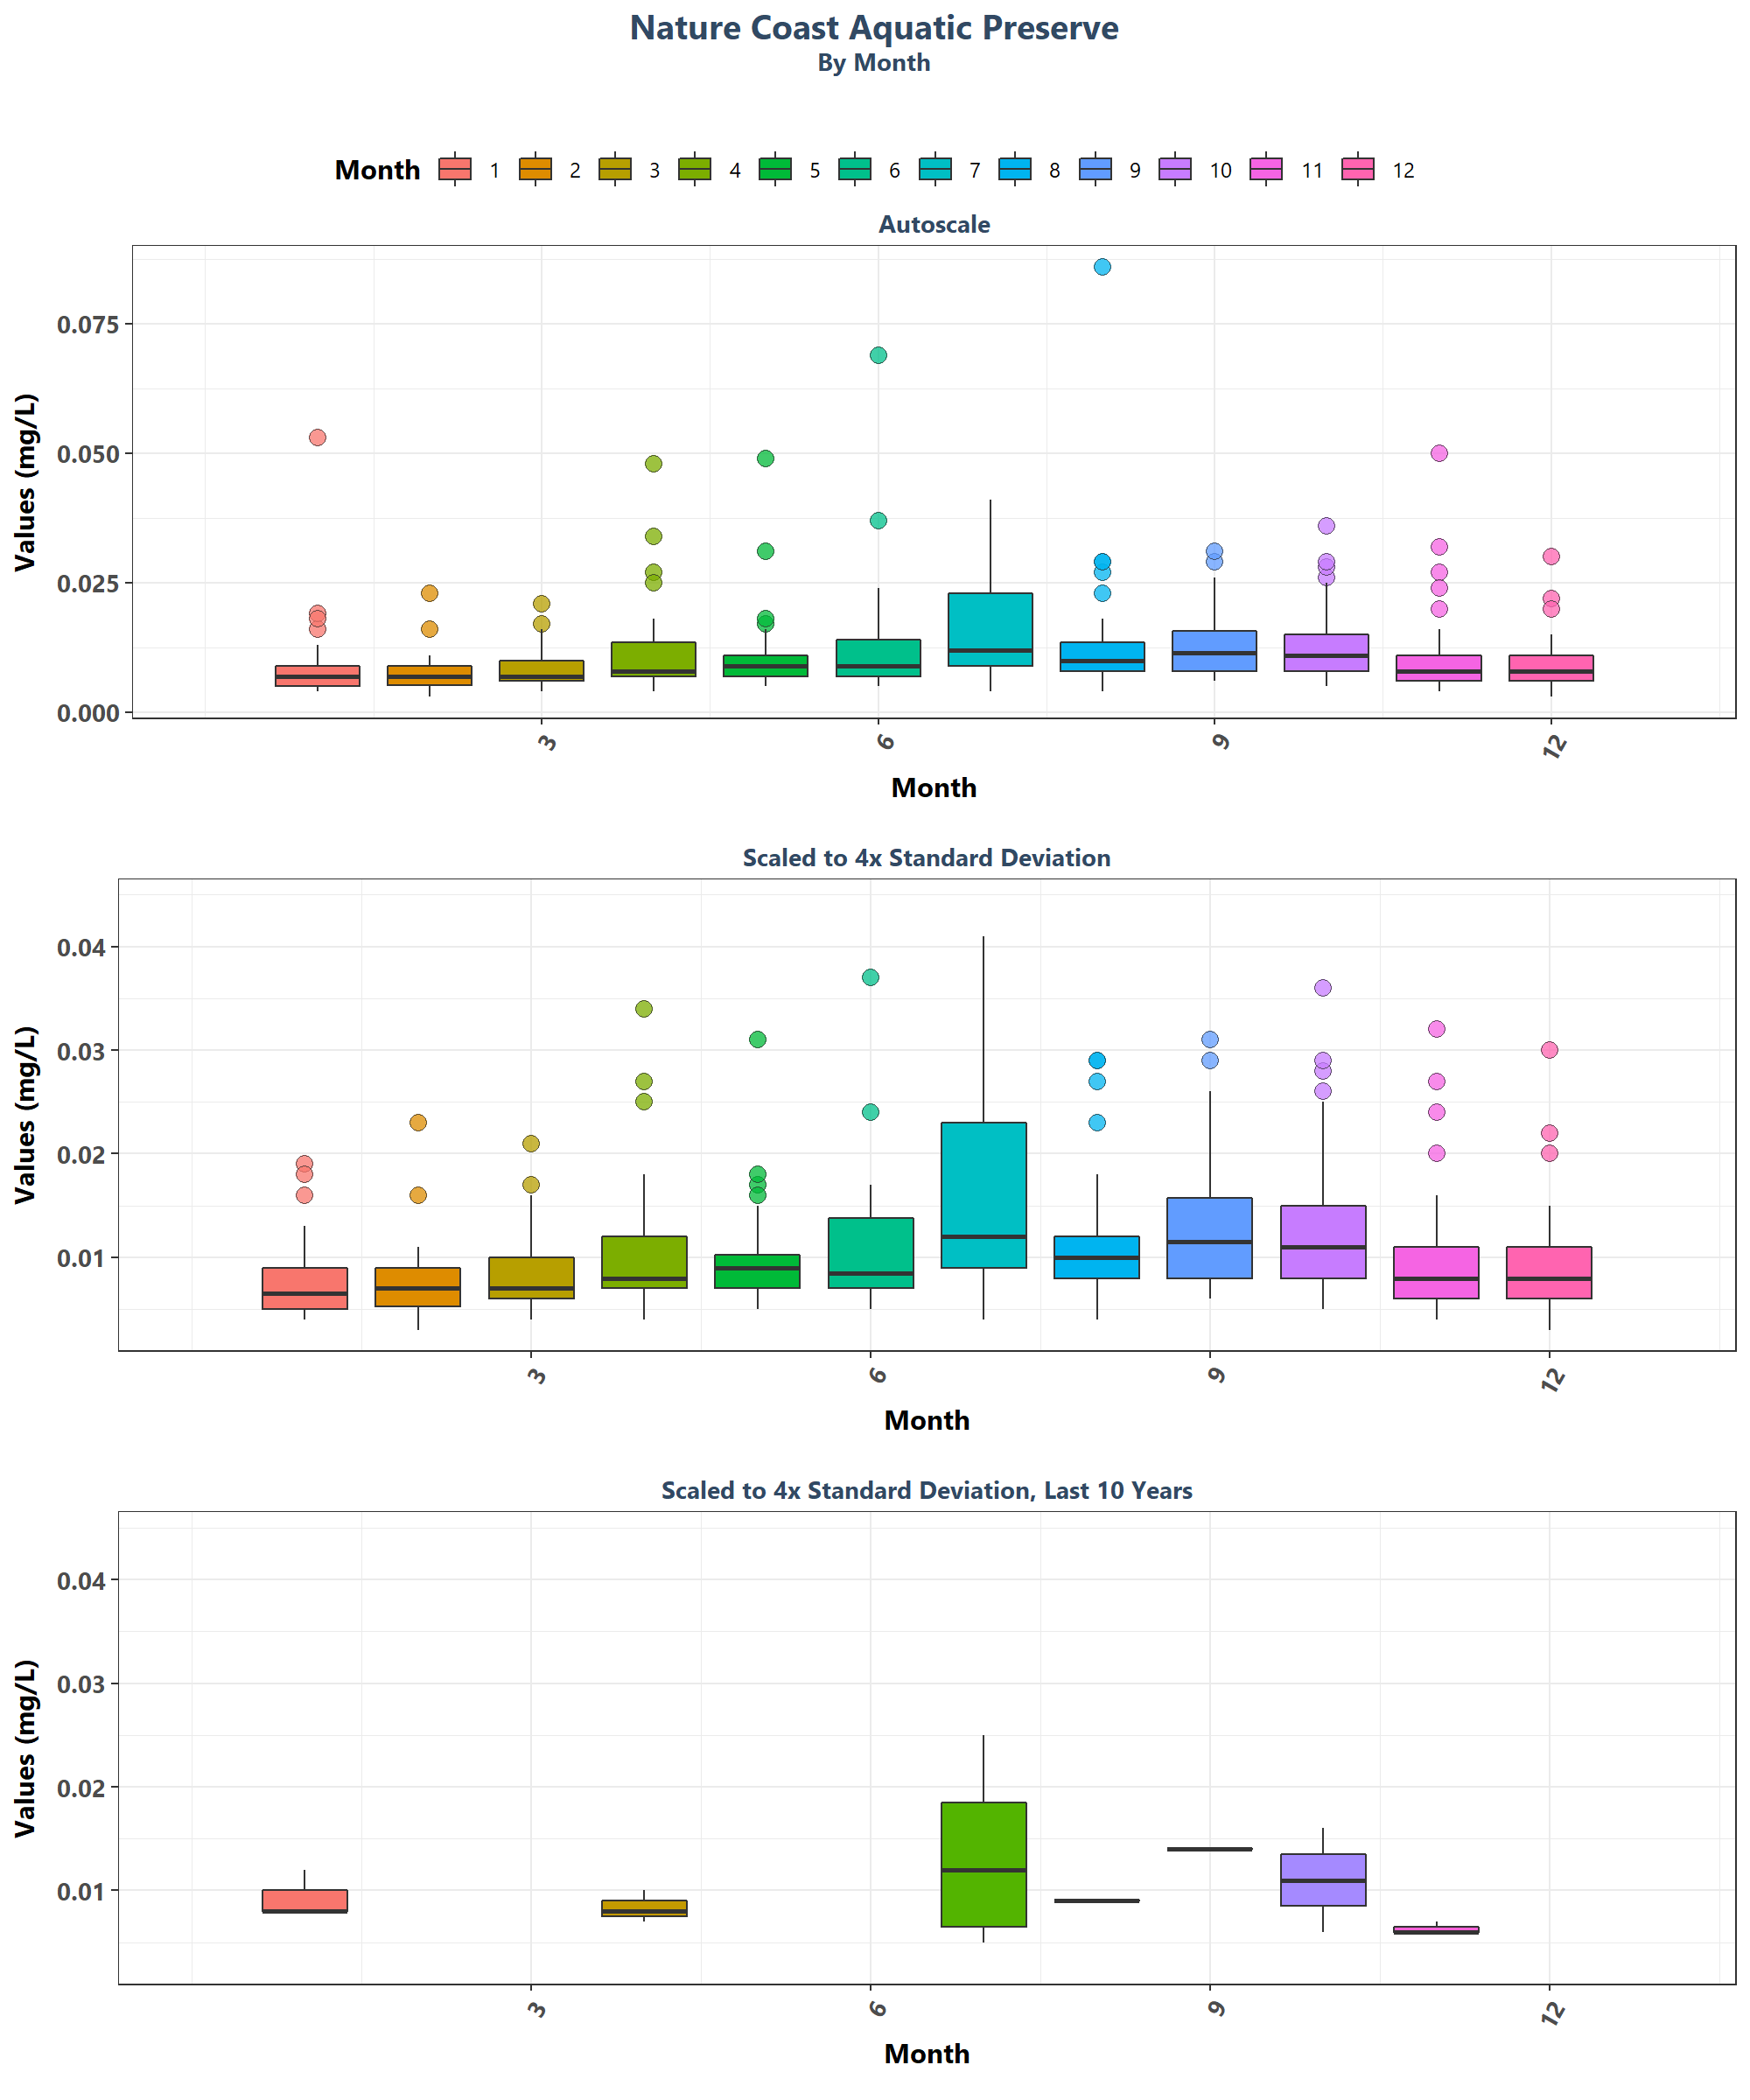 Nature Coast Aquatic Preserve
By Month
Month 1 2 3 4 5 6 7 8 9 10 11 12
Autoscale
Values (mg/L)
0.075
0.050
0.025
0.000
3 6 9 12
Month
Scaled to 4x Standard Deviation
Values (mg/L)
0.04
0.03
0.02
0.01
3 6 9 12
Month
Scaled to 4x Standard Deviation, Last 10 Years
Values (mg/L)
0.04
0.03
0.02
0.01
3 6 9 12
Month